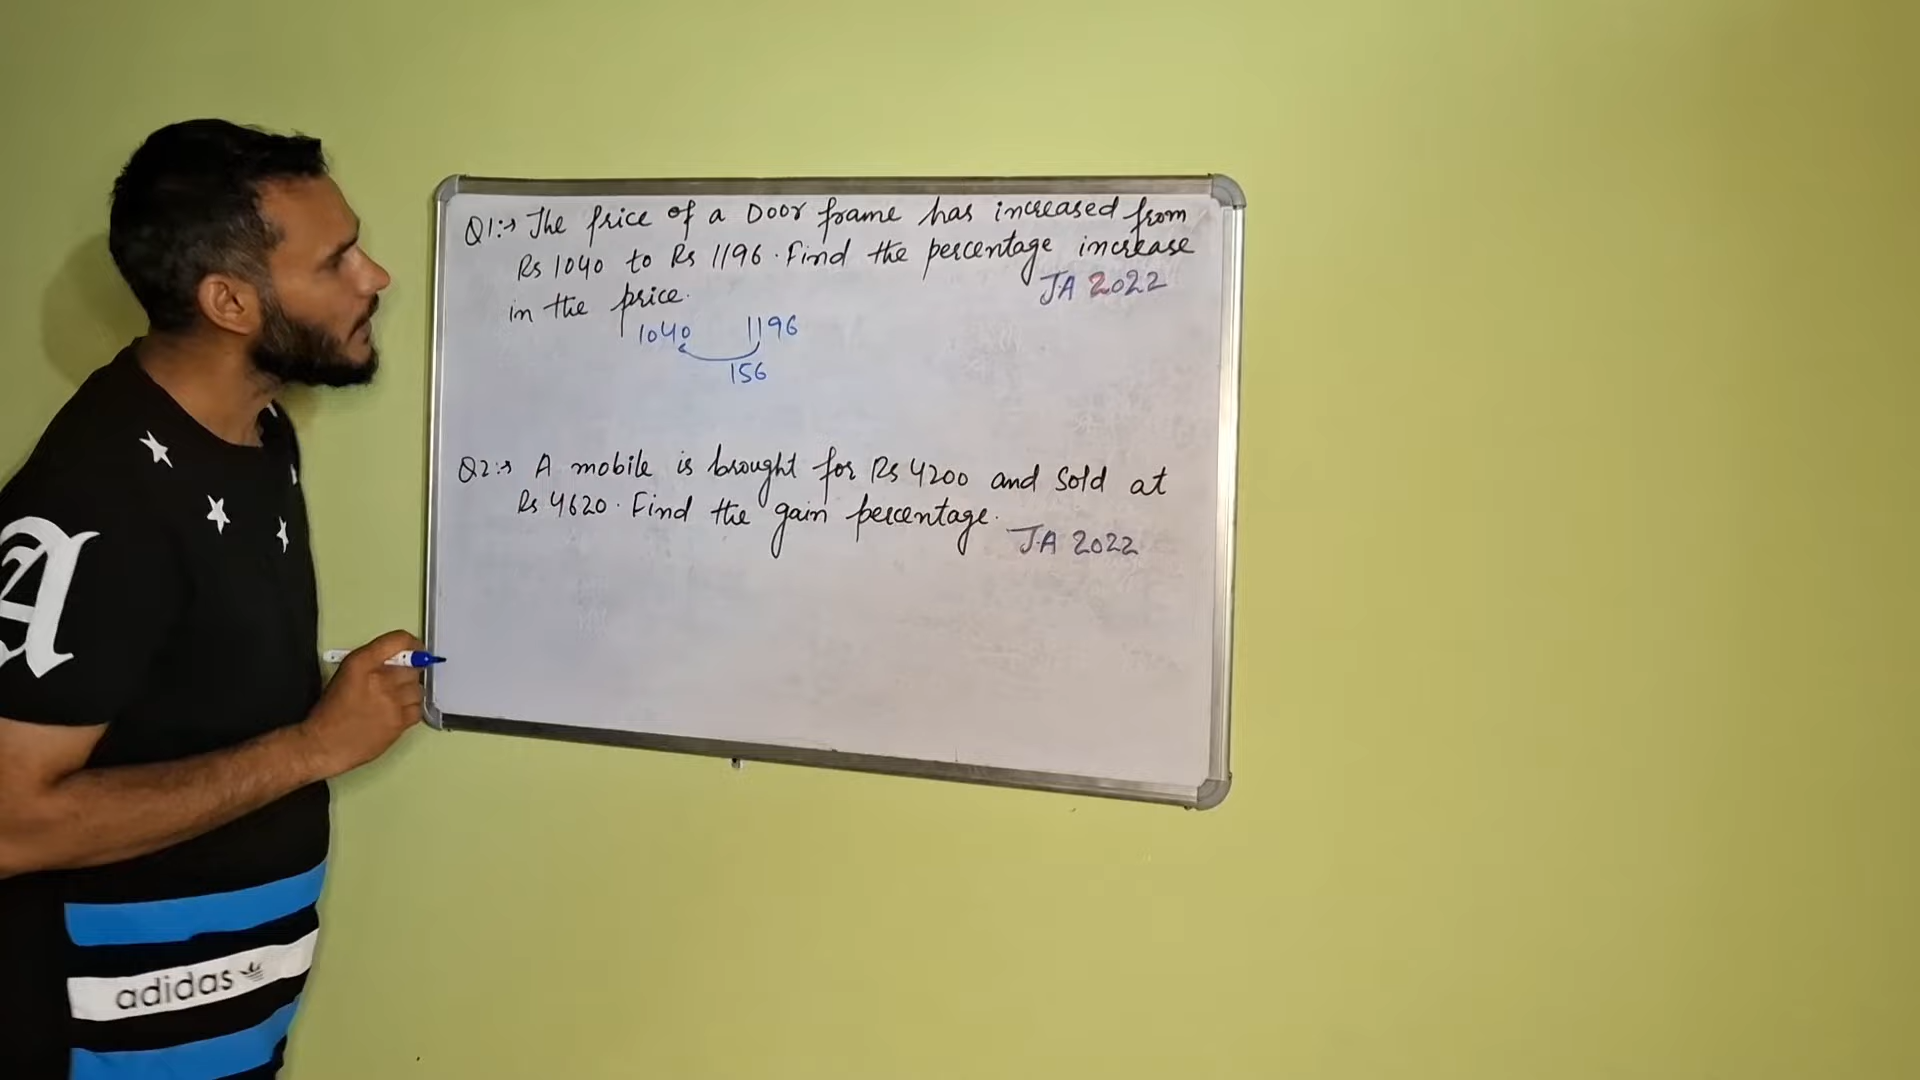 Q1:→ The price of a Door frame has increased from
Rs 1040 to Rs 1196. Find the percentage increase
in the price.
JA 2022
1040 1196
156
Q2:→ A mobile is brought for Rs 4200 and sold at
Rs 4620. Find the gain percentage.
J.A 2022
A
adidas